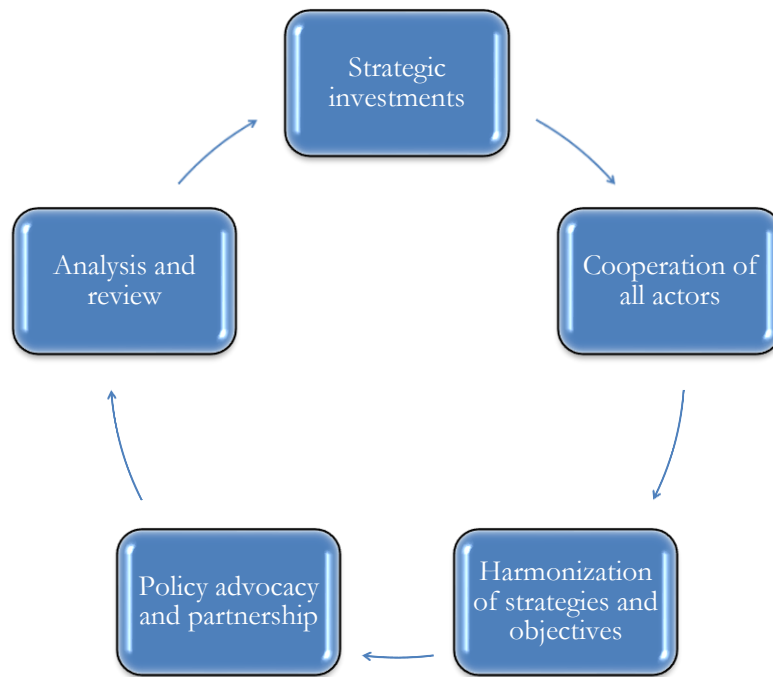 Strategic
investments
Cooperation of
all actors
Harmonization
of strategies and
objectives
Policy advocacy
and partnership
Analysis and
review